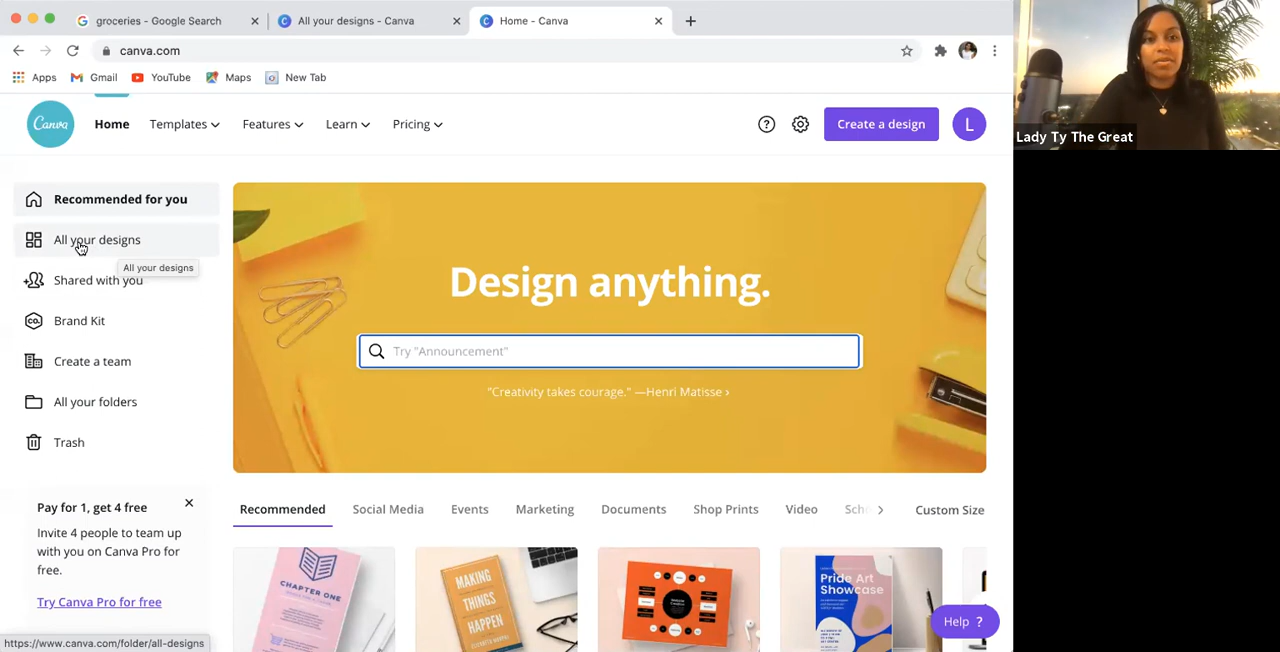 groceries - Google Search
All your designs - Canva
Home - Canva
canva.com
Apps
Gmail
YouTube
Maps
New Tab
Canva
Home
Templates
Features
Learn
Pricing
Create a design
L
Lady Ty The Great
Recommended for you
All your designs
All your designs
Shared with you
Brand Kit
Create a team
All your folders
Trash
Design anything.
Try "Announcement"
"Creativity takes courage." —Henri Matisse ›
Pay for 1, get 4 free
Invite 4 people to team up
with you on Canva Pro for
free.
Try Canva Pro for free
Recommended
Social Media
Events
Marketing
Documents
Shop Prints
Video
Custom Size
CHAPTER ONE
MAKING
THINGS
HAPPEN
Pride Art
Showcase
Help ?
https://www.canva.com/folder/all-designs